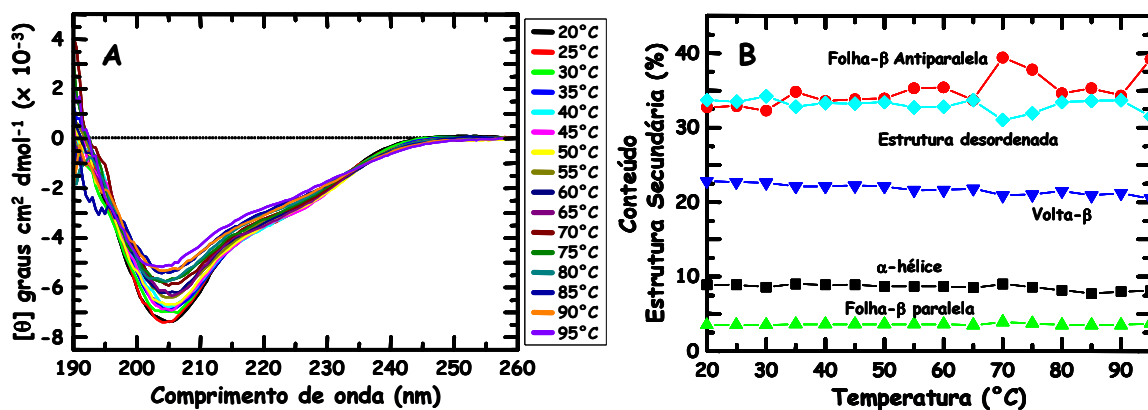 A
4
2
0
-2
-4
-6
-8
190 200 210 220 230 240 250 260
[θ] graus cm² dmol⁻¹ (x 10⁻³)
Comprimento de onda (nm)
20°C
25°C
30°C
35°C
40°C
45°C
50°C
55°C
60°C
65°C
70°C
75°C
80°C
85°C
90°C
95°C
B
Conteúdo
Estrutura Secundária (%)
40
30
20
10
0
Folha-β Antiparalela
Estrutura desordenada
Volta-β
α-hélice
Folha-β paralela
20 30 40 50 60 70 80 90
Temperatura (°C)